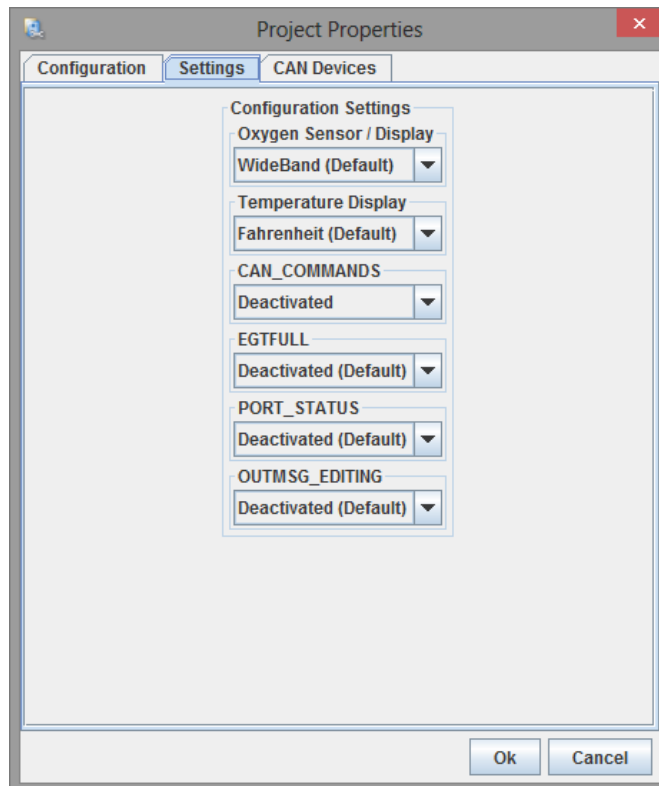 Project Properties
Configuration Settings CAN Devices
Configuration Settings
Oxygen Sensor / Display
WideBand (Default)
Temperature Display
Fahrenheit (Default)
CAN_COMMANDS
Deactivated
EGTFULL
Deactivated (Default)
PORT_STATUS
Deactivated (Default)
OUTMSG_EDITING
Deactivated (Default)
Ok Cancel